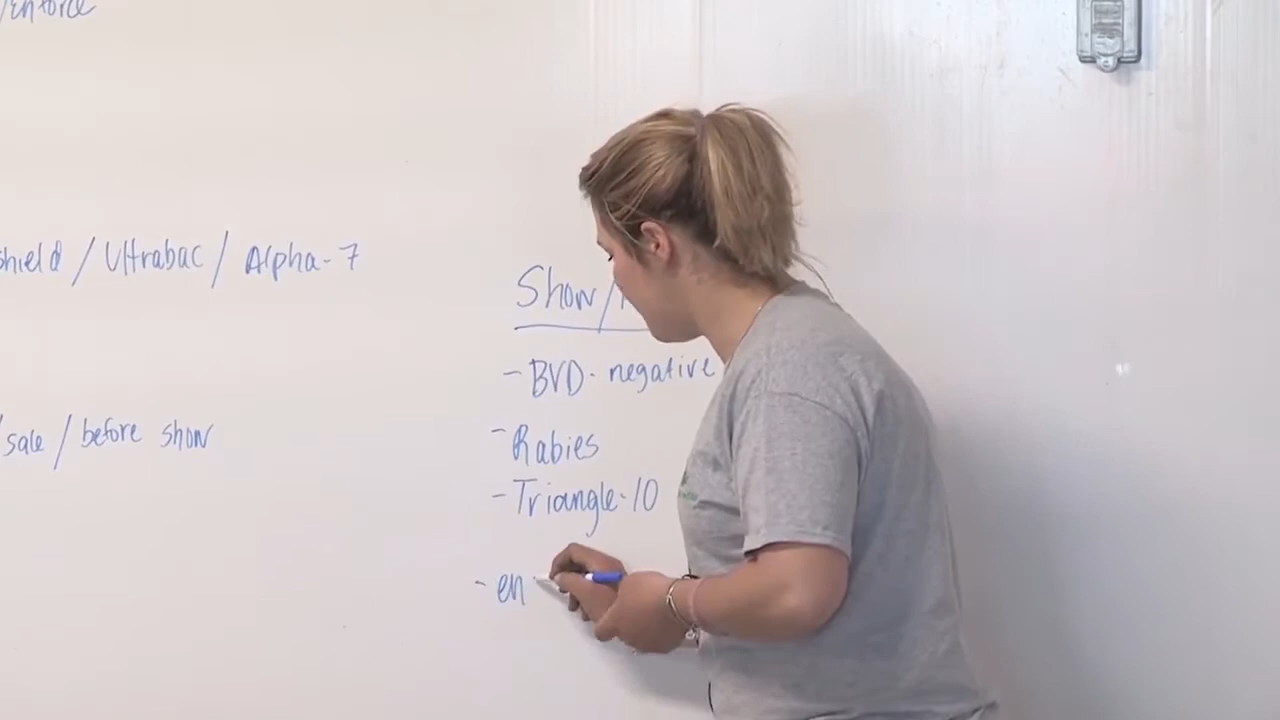 /enforce
shield / Ultrabac / Alpha-7
/sale / before show
Show/
- BVD - negative
- Rabies
- Triangle-10
- en